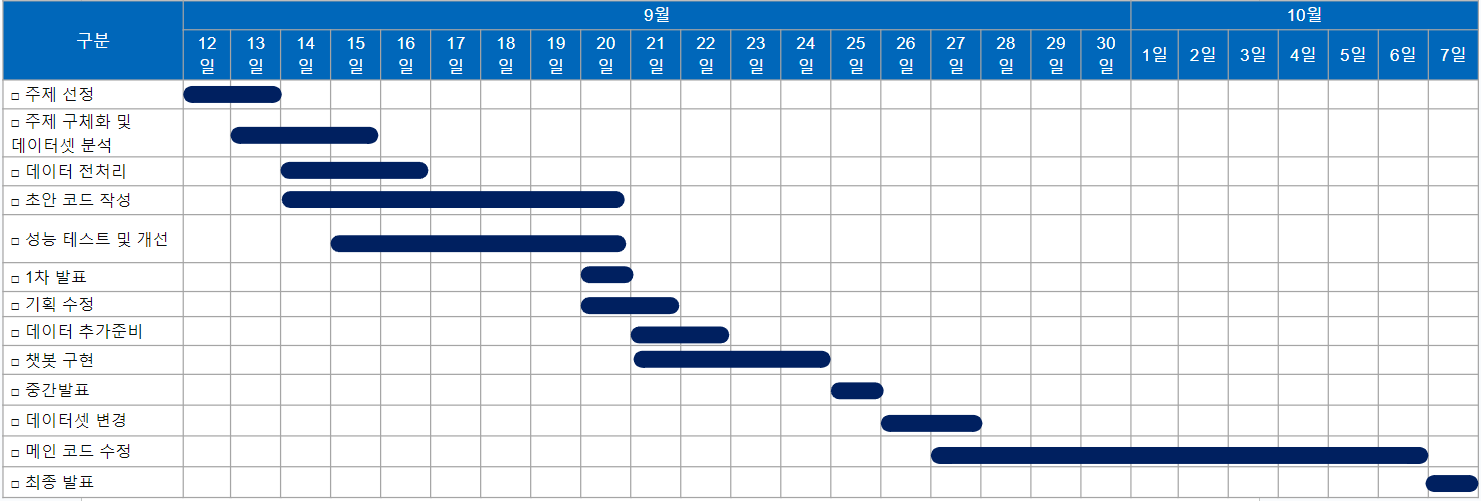 구분
9월
10월
12
일
13
일
14
일
15
일
16
일
17
일
18
일
19
일
20
일
21
일
22
일
23
일
24
일
25
일
26
일
27
일
28
일
29
일
30
일
1일
2일
3일
4일
5일
6일
7일
□ 주제 선정
□ 주제 구체화 및
데이터셋 분석
□ 데이터 전처리
□ 초안 코드 작성
□ 성능 테스트 및 개선
□ 1차 발표
□ 기획 수정
□ 데이터 추가준비
□ 챗봇 구현
□ 중간발표
□ 데이터셋 변경
□ 메인 코드 수정
□ 최종 발표